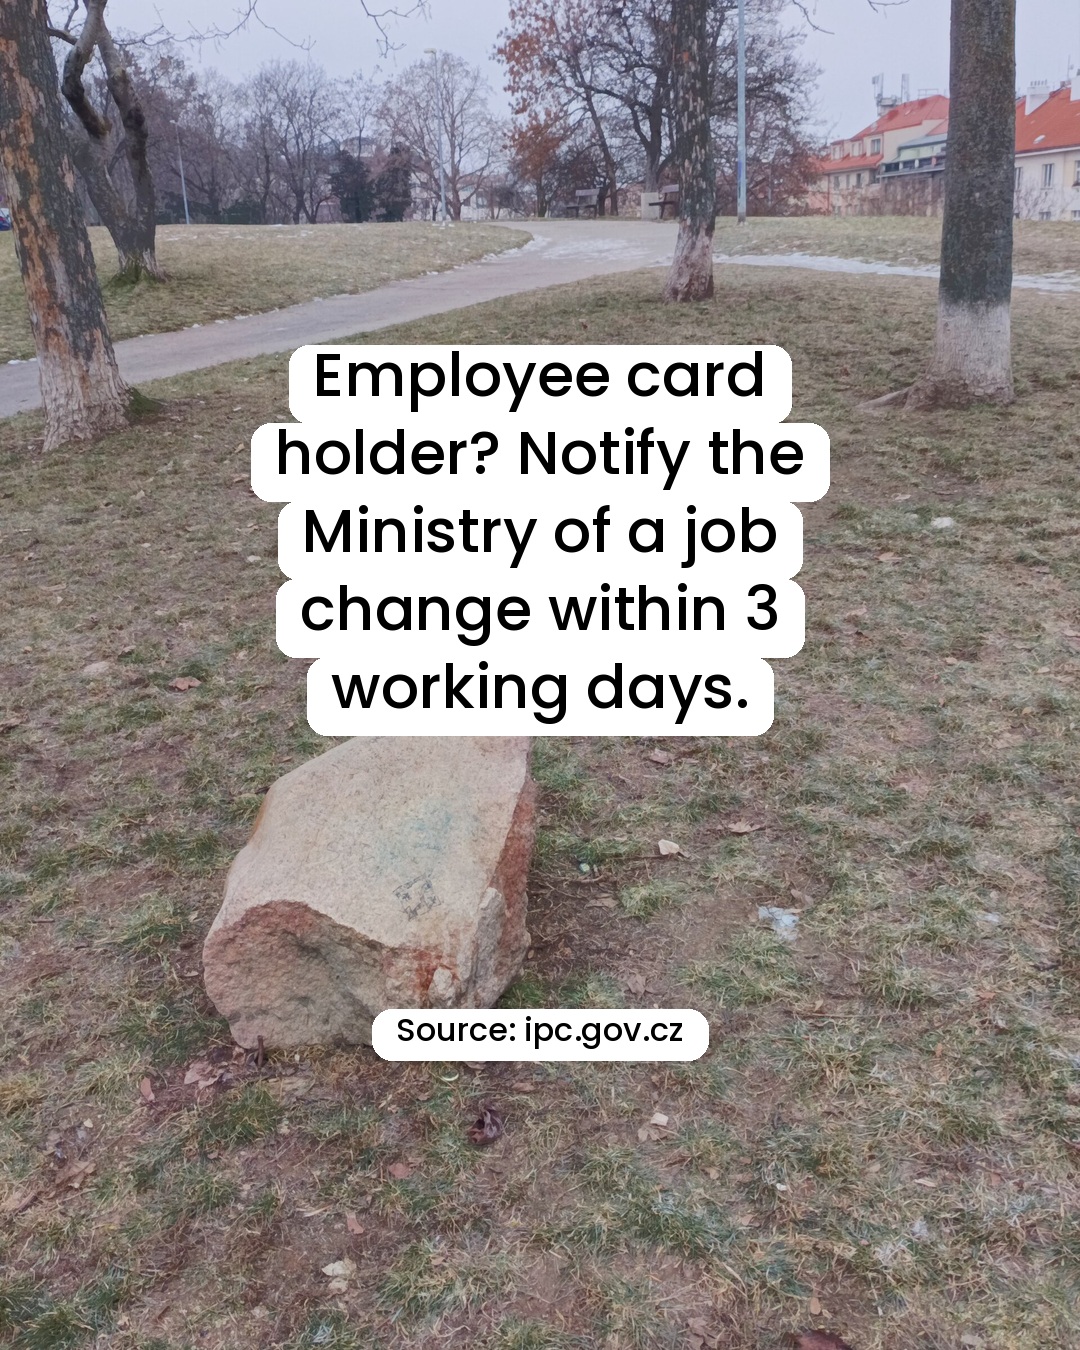 Employee card
holder? Notify the
Ministry of a job
change within 3
working days.
Source: ipc.gov.cz